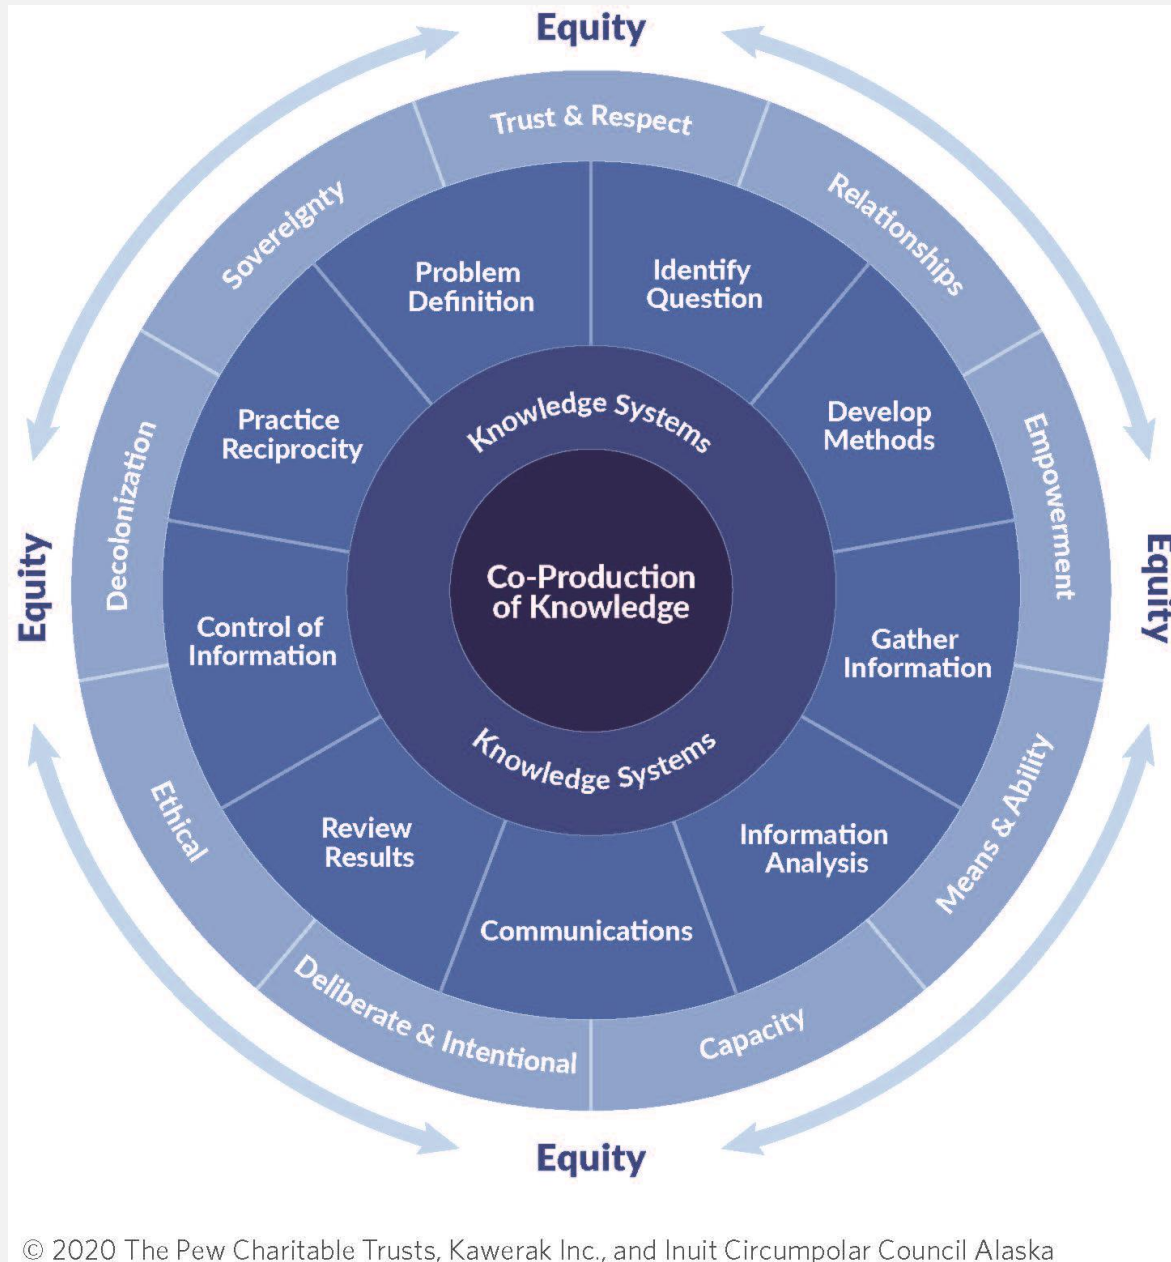 Equity
Trust & Respect
Relationships
Empowerment
Means & Ability
Capacity
Deliberate & Intentional
Ethical
Decolonization
Sovereignty
Equity
Equity
Equity
Problem
Definition
Identify
Question
Develop
Methods
Gather
Information
Information
Analysis
Communications
Review
Results
Control of
Information
Practice
Reciprocity
Knowledge Systems
Co-Production
of Knowledge
Knowledge Systems
© 2020 The Pew Charitable Trusts, Kawerak Inc., and Inuit Circumpolar Council Alaska